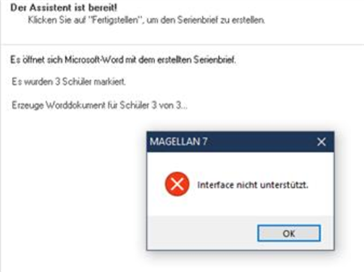 Der Assistent ist bereit!
Klicken Sie auf "Fertigstellen", um den Serienbrief zu erstellen.
Es öffnet sich Microsoft-Word mit dem erstellten Serienbrief.
Es wurden 3 Schüler markiert.
Erzeuge Worddokument für Schüler 3 von 3...
MAGELLAN 7
Interface nicht unterstützt.
OK